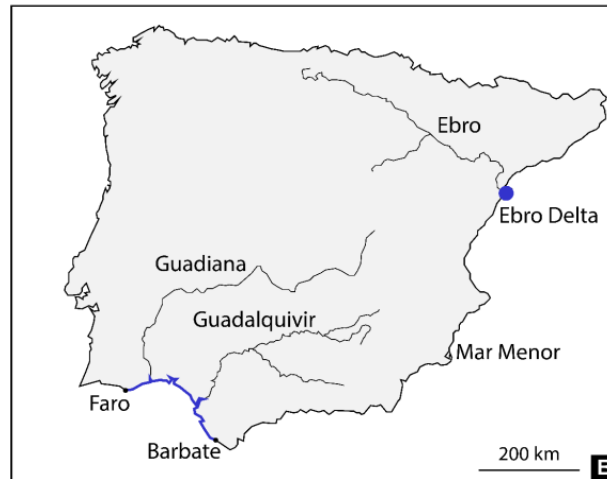 Ebro
Ebro Delta
Guadiana
Guadalquivir
Mar Menor
Faro
Barbate
200 km
E